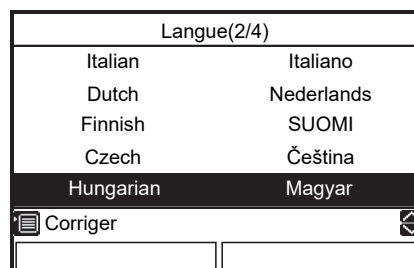 Langue(2/4)
Italian Italiano
Dutch Nederlands
Finnish SUOMI
Czech Čeština
Hungarian Magyar
Corriger